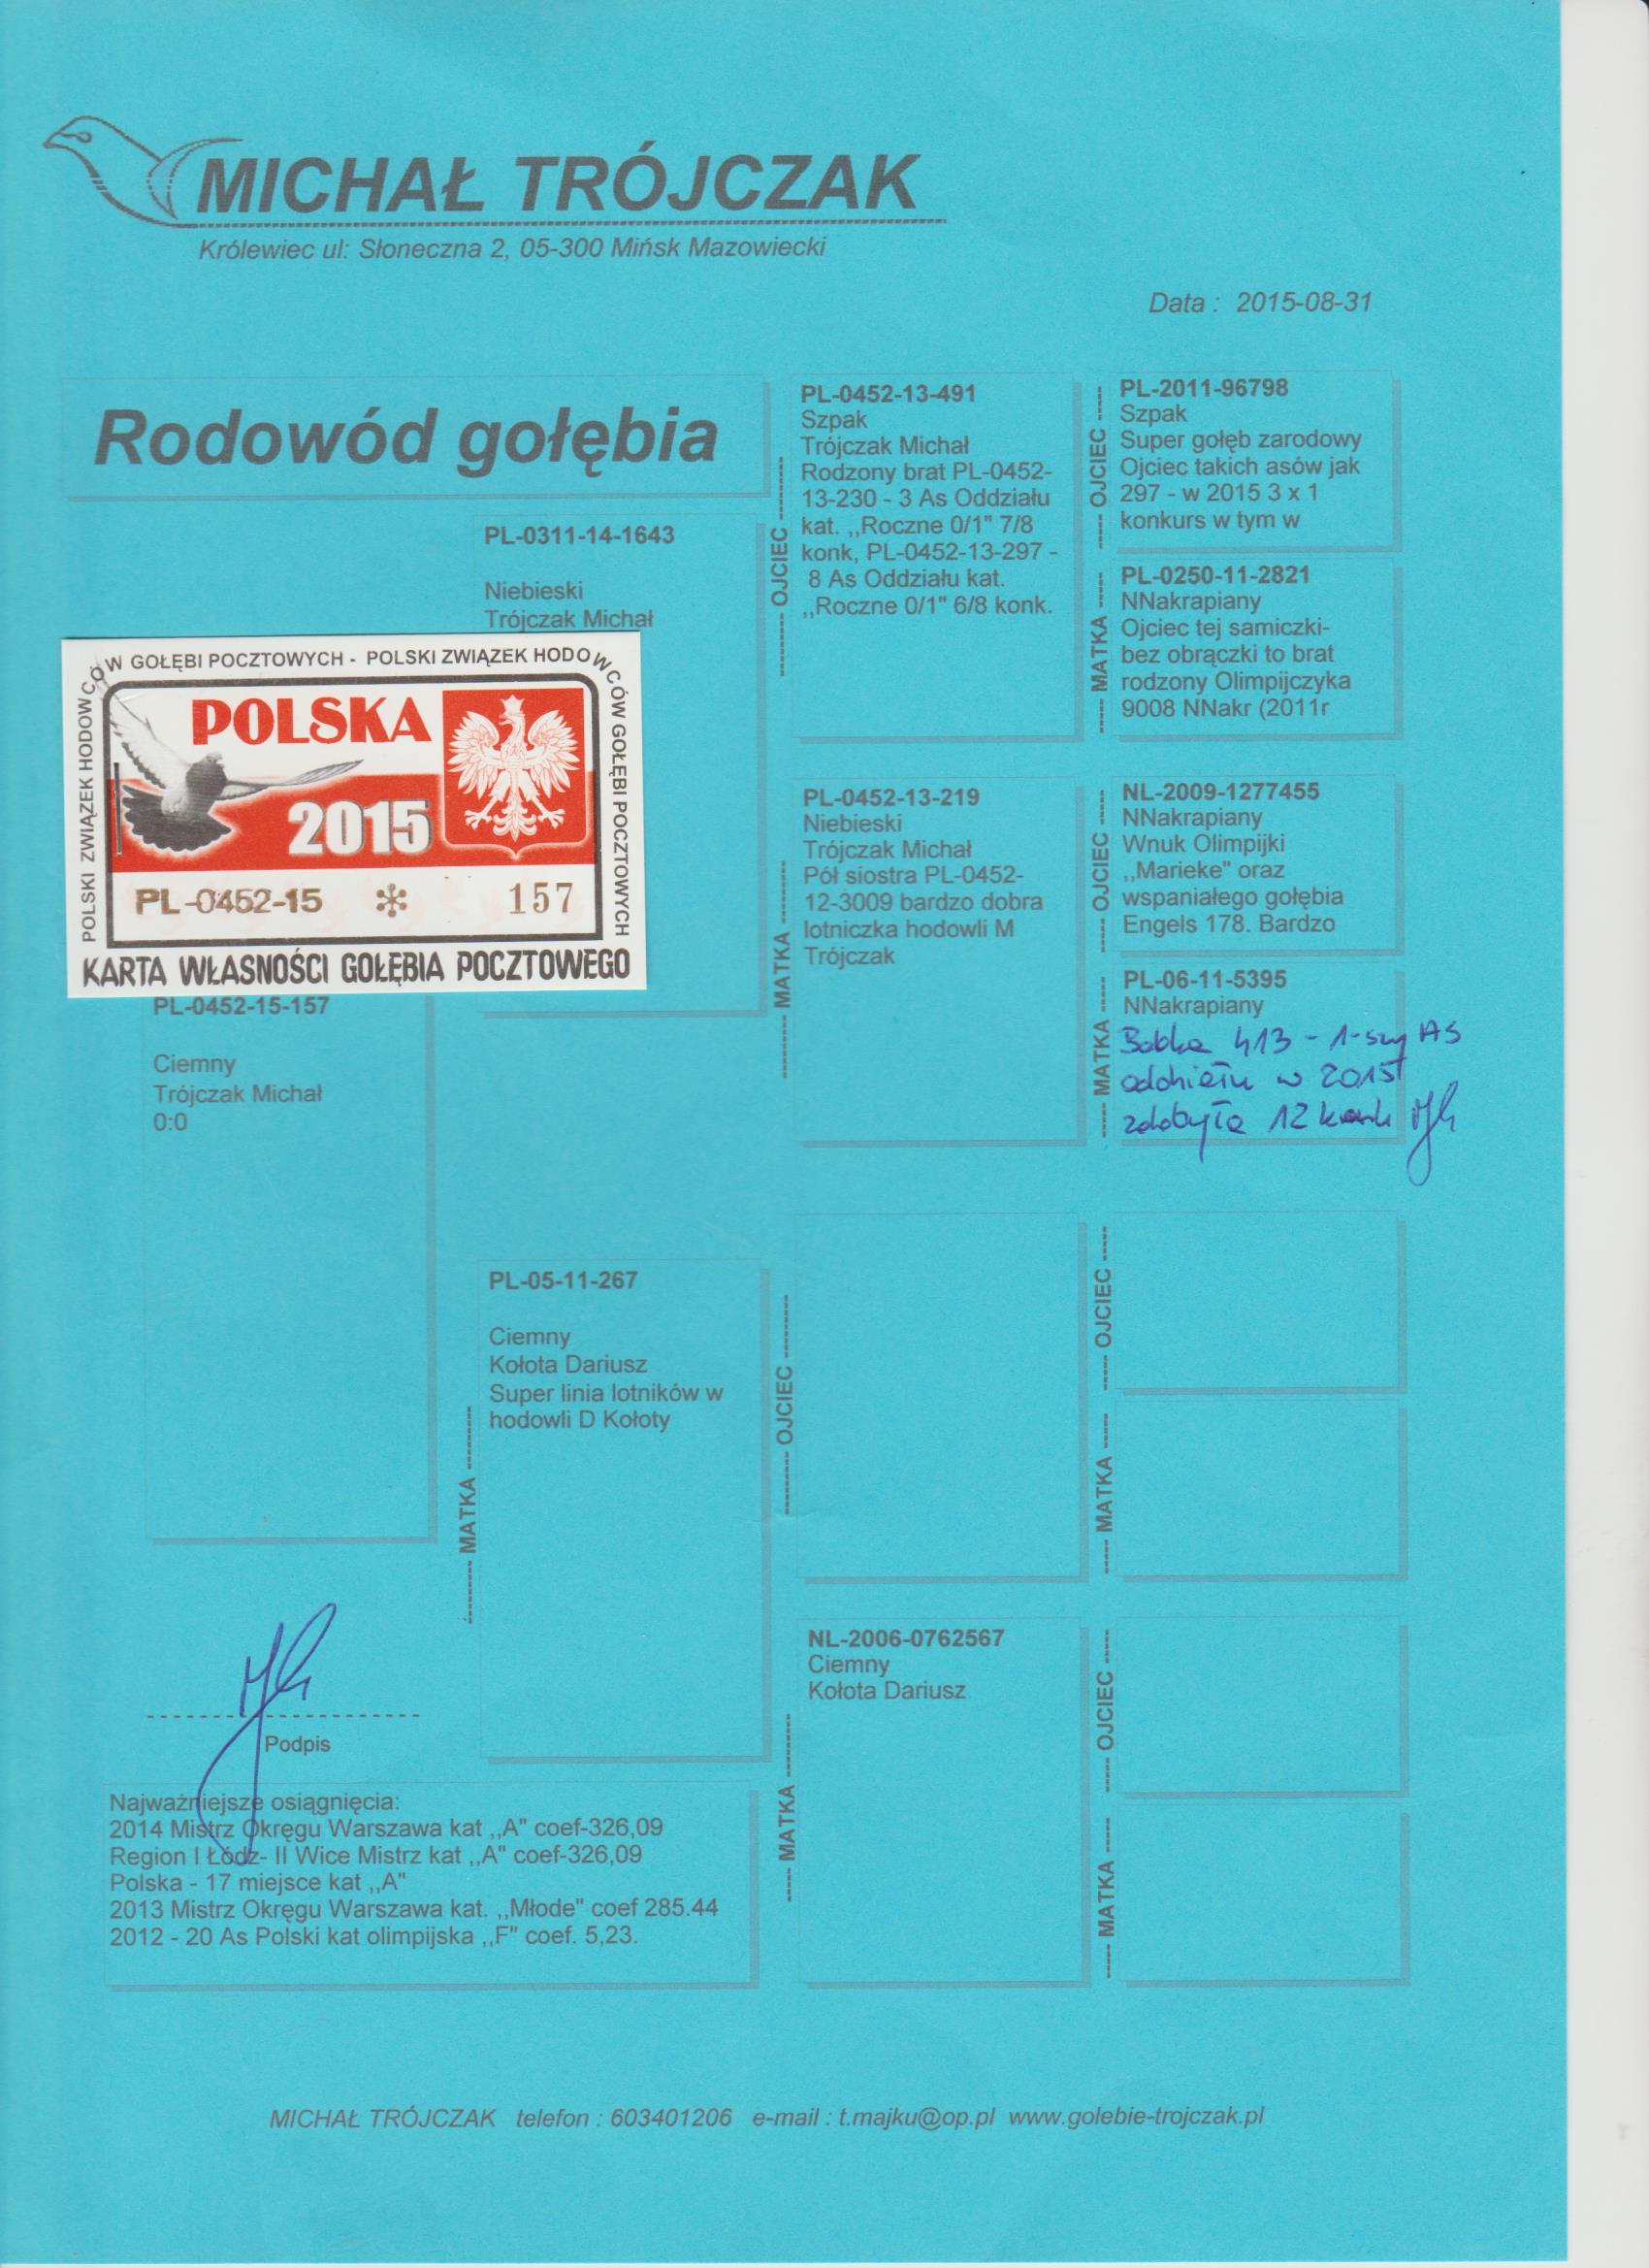 MICHAŁ TRÓJCZAK
Królewiec ul: Słoneczna 2, 05-300 Mińsk Mazowiecki
Data : 2015-08-31
Rodowód gołębia
PL-0311-14-1643
Niebieski
Trójczak Michał
POLSKI ZWIĄZEK HODOWCÓW GOŁĘBI POCZTOWYCH - POLSKI ZWIĄZEK HODOWCÓW GOŁĘBI POCZTOWYCH
POLSKA
2015
PL-0452-15 * 157
KARTA WŁASNOŚCI GOŁĘBIA POCZTOWEGO
PL-0452-15-157
Ciemny
Trójczak Michał
0:0
MATKA
PL-05-11-267
Ciemny
Kołota Dariusz
Super linia lotników w
hodowli D Kołoty
OJCIEC
PL-0452-13-491
Szpak
Trójczak Michał
Rodzony brat PL-0452-
13-230 - 3 As Oddziału
kat. ,,Roczne 0/1" 7/8
konk, PL-0452-13-297 -
8 As Oddziału kat.
,,Roczne 0/1" 6/8 konk.
MATKA
PL-0452-13-219
Niebieski
Trójczak Michał
Pół siostra PL-0452-
12-3009 bardzo dobra
lotniczka hodowli M
Trójczak
OJCIEC
PL-2011-96798
Szpak
Super gołęb zarodowy
Ojciec takich asów jak
297 - w 2015 3 x 1
konkurs w tym w
MATKA
PL-0250-11-2821
NNakrapiany
Ojciec tej samiczki-
bez obrączki to brat
rodzony Olimpijczyka
9008 NNakr (2011r
OJCIEC
NL-2009-1277455
NNakrapiany
Wnuk Olimpijki
,,Marieke" oraz
wspaniałego gołębia
Engels 178. Bardzo
MATKA
PL-06-11-5395
NNakrapiany
Babka 413 - 1-szy AS
oddziału w 2015
zdobyła 12 konk
OJCIEC
MATKA
NL-2006-0762567
Ciemny
Kołota Dariusz
OJCIEC
MATKA
OJCIEC
MATKA
Podpis
Najważniejsze osiągnięcia:
2014 Mistrz Okręgu Warszawa kat ,,A" coef-326,09
Region I Łódz- II Wice Mistrz kat ,,A" coef-326,09
Polska - 17 miejsce kat ,,A"
2013 Mistrz Okręgu Warszawa kat. ,,Młode" coef 285.44
2012 - 20 As Polski kat olimpijska ,,F" coef. 5,23.
MICHAŁ TRÓJCZAK telefon : 603401206 e-mail : t.majku@op.pl www.golebie-trojczak.pl